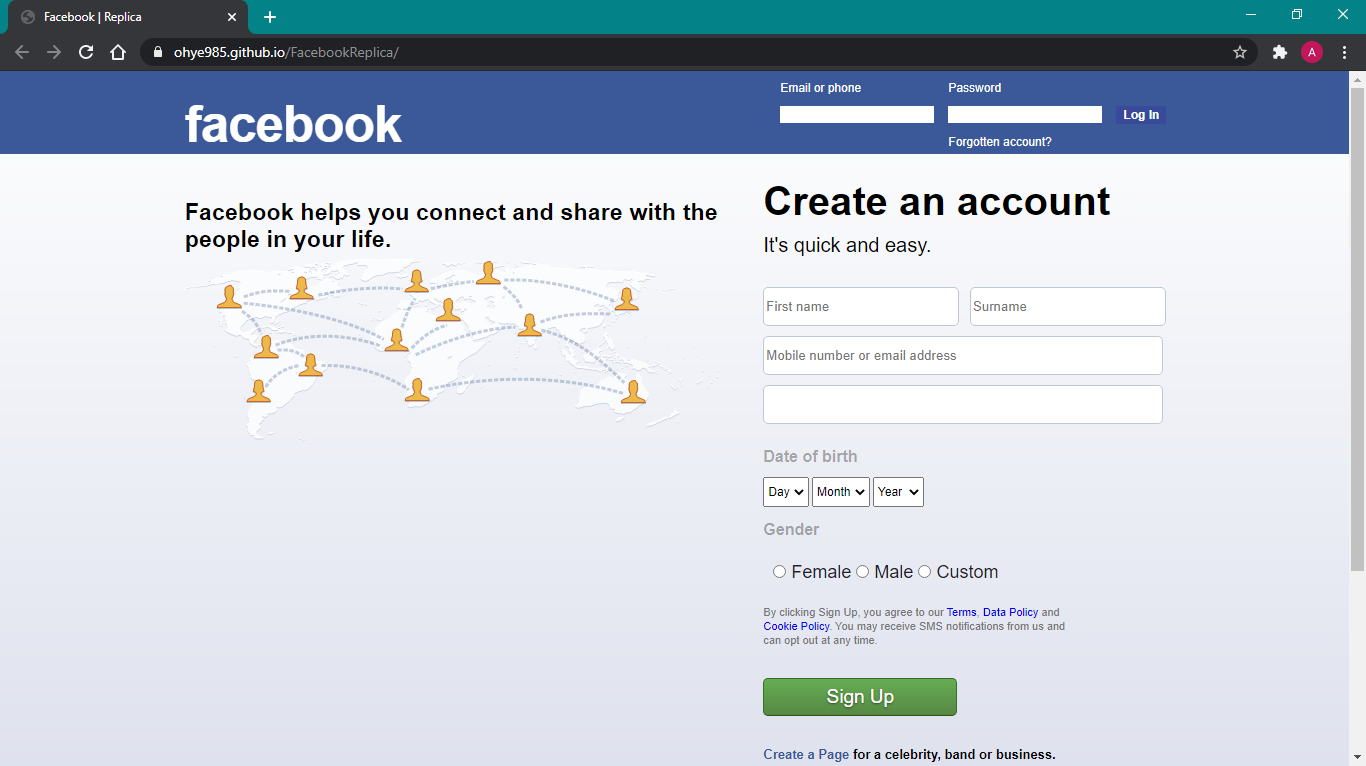 Facebook | Replica
ohye985.github.io/FacebookReplica/
A
facebook
Email or phone
Password
Log In
Forgotten account?
Facebook helps you connect and share with the
people in your life.
Create an account
It's quick and easy.
First name
Surname
Mobile number or email address
Date of birth
Day
Month
Year
Gender
Female
Male
Custom
By clicking Sign Up, you agree to our Terms, Data Policy and
Cookie Policy. You may receive SMS notifications from us and
can opt out at any time.
Sign Up
Create a Page for a celebrity, band or business.